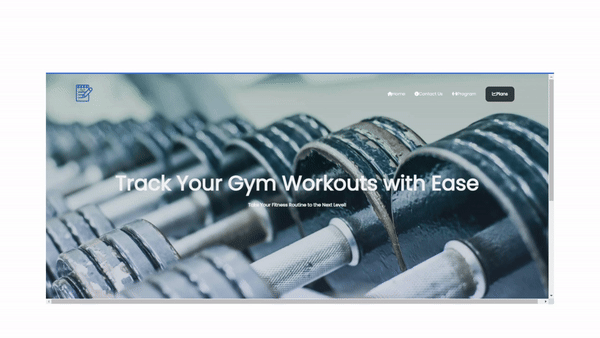 Home Contact Us Program Plans
Track Your Gym Workouts with Ease
Take Your Fitness Routine to the Next Level!